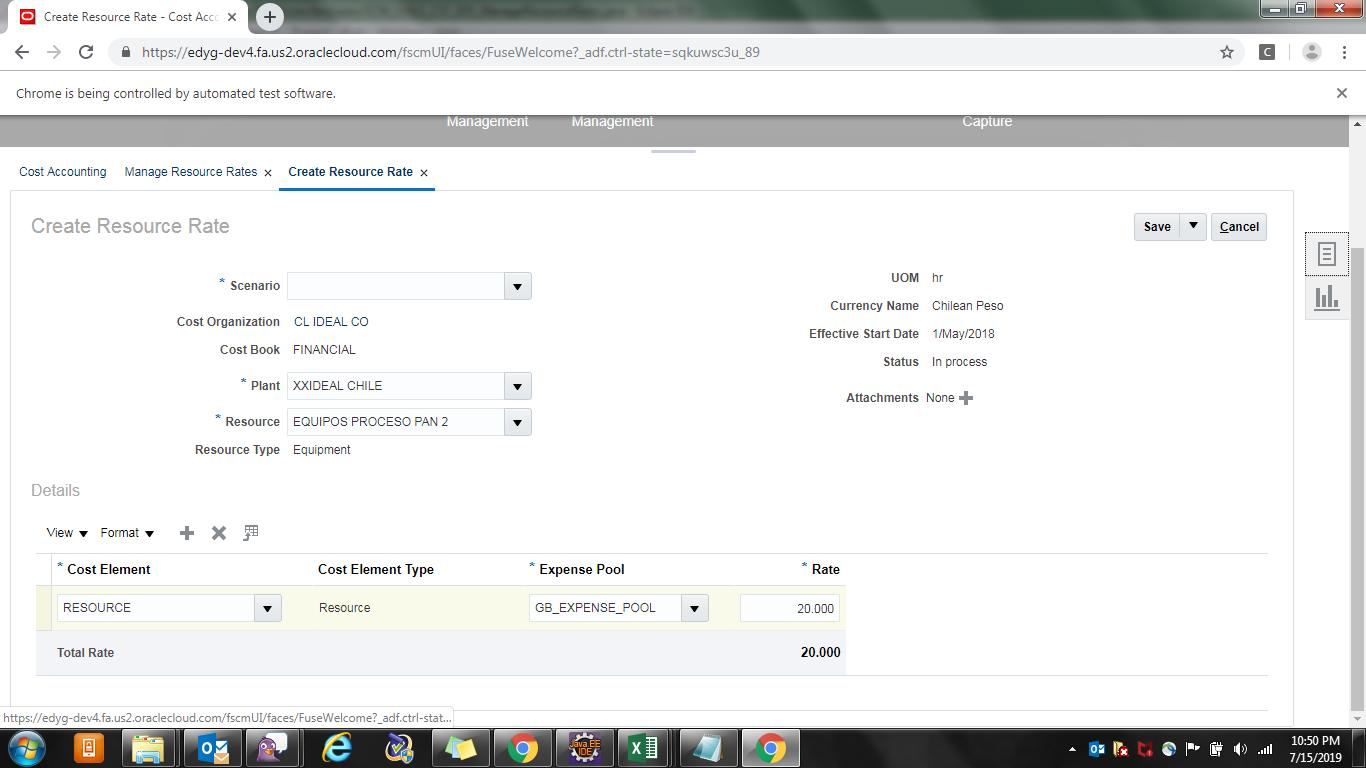 Create Resource Rate - Cost Acc
https://edyg-dev4.fa.us2.oraclecloud.com/fscmUI/faces/FuseWelcome?_adf.ctrl-state=sqkuwsc3u_89
C
Chrome is being controlled by automated test software.
Management Management Capture
Cost Accounting Manage Resource Rates × Create Resource Rate ×
Create Resource Rate
Save Cancel
* Scenario
UOM hr
Cost Organization CL IDEAL CO
Currency Name Chilean Peso
Cost Book FINANCIAL
Effective Start Date 1/May/2018
Status In process
* Plant XXIDEAL CHILE
Attachments None
* Resource EQUIPOS PROCESO PAN 2
Resource Type Equipment
Details
View Format
* Cost Element Cost Element Type * Expense Pool * Rate
RESOURCE Resource GB_EXPENSE_POOL 20.000
Total Rate 20.000
https://edyg-dev4.fa.us2.oraclecloud.com/fscmUI/faces/FuseWelcome?_adf.ctrl-stat...
Java EE
IDE
10:50 PM
7/15/2019